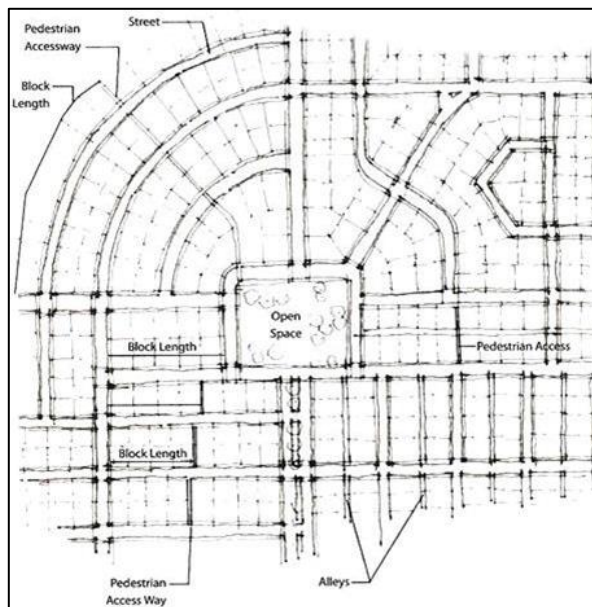 Street
Pedestrian
Accessway
Block
Length
Open
Space
Block Length
Pedestrian Access
Block Length
Pedestrian
Access Way
Alleys